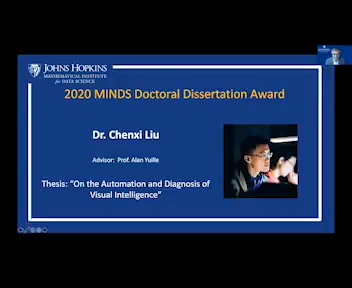 JOHNS HOPKINS
MATHEMATICAL INSTITUTE
for DATA SCIENCE
2020 MINDS Doctoral Dissertation Award
Dr. Chenxi Liu
Advisor: Prof. Alan Yuille
Thesis: “On the Automation and Diagnosis of
Visual Intelligence”